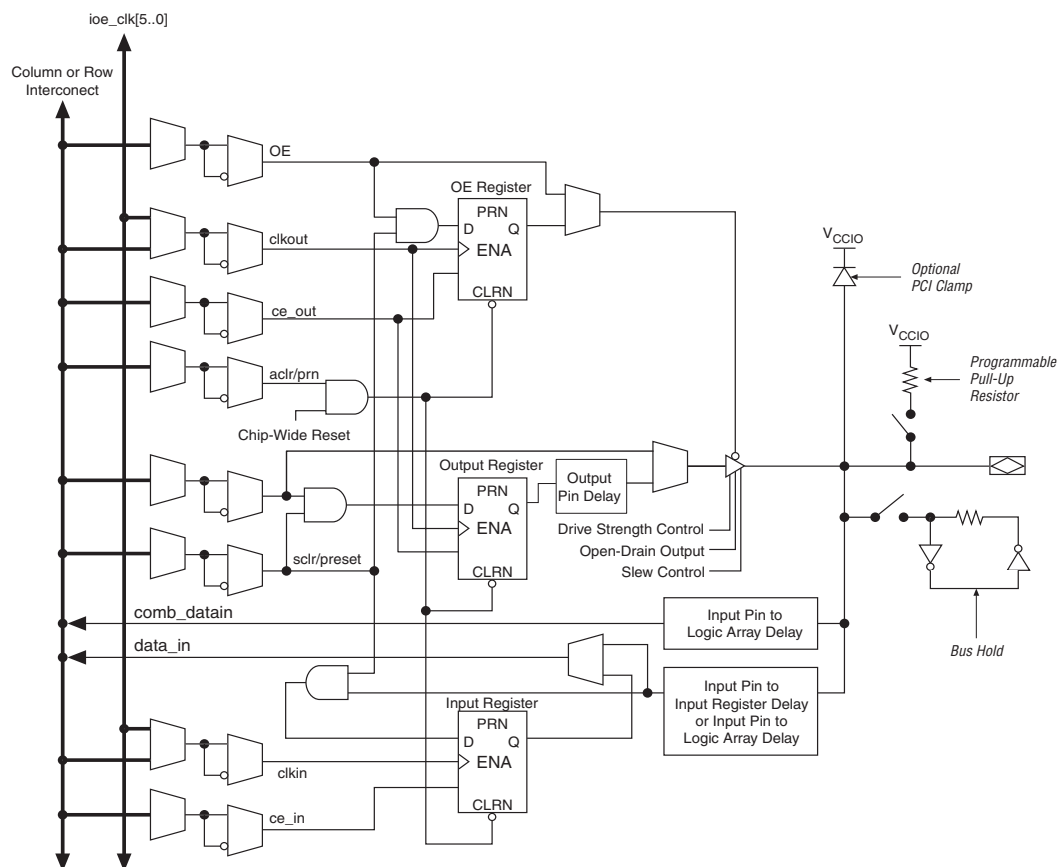 ioe_clk[5..0]
Column or Row
Interconect
OE
OE Register
PRN
D
Q
ENA
CLRN
clkout
ce_out
aclr/prn
Chip-Wide Reset
VCCIO
Optional
PCI Clamp
VCCIO
Programmable
Pull-Up
Resistor
Output Register
PRN
D
Q
ENA
CLRN
Output
Pin Delay
Drive Strength Control
Open-Drain Output
Slew Control
sclr/preset
comb_datain
data_in
Input Pin to
Logic Array Delay
Bus Hold
Input Pin to
Input Register Delay
or Input Pin to
Logic Array Delay
Input Register
PRN
D
Q
ENA
CLRN
clkin
ce_in